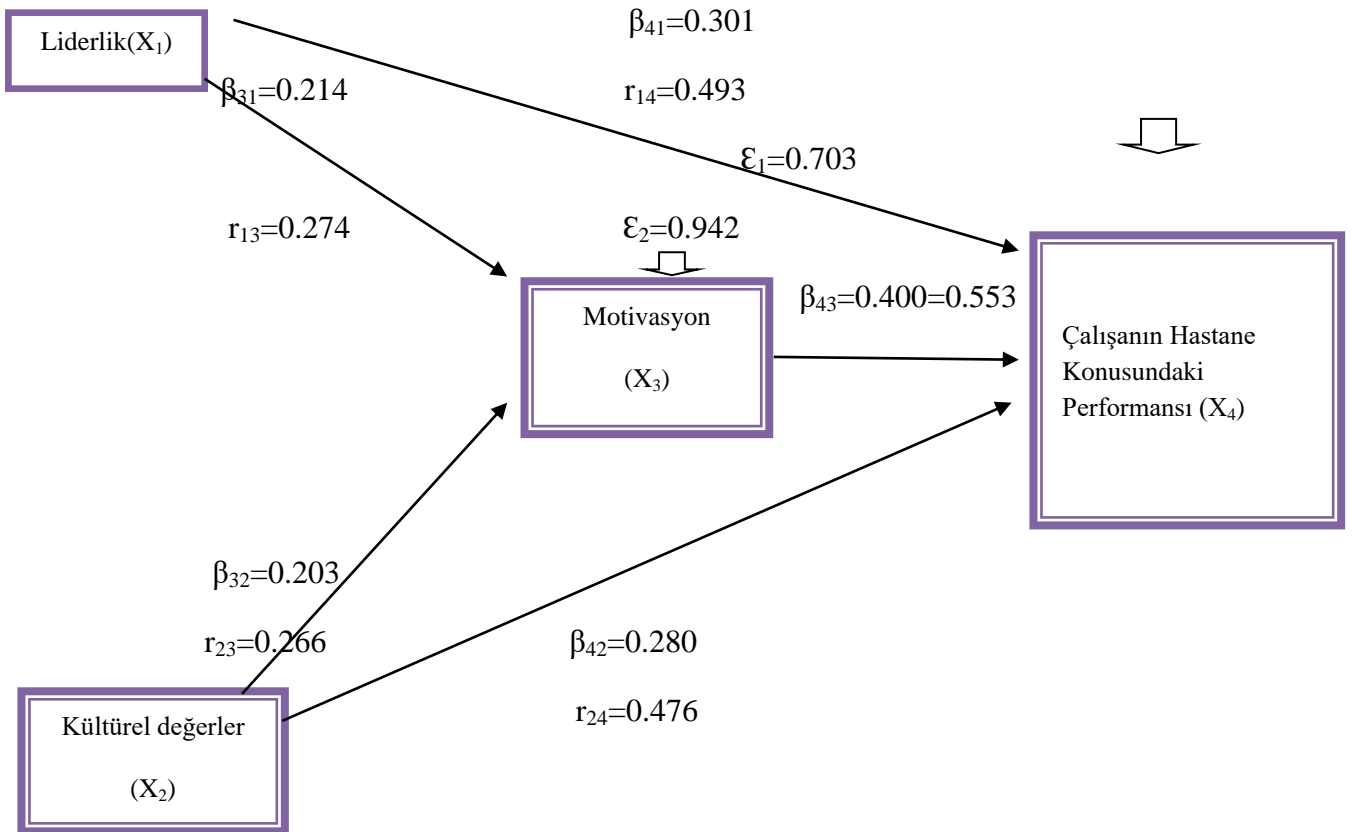 Liderlik(X₁)
β₄₁=0.301
β₃₁=0.214
r₁₄=0.493
Ɛ₁=0.703
r₁₃=0.274
Ɛ₂=0.942
β₄₃=0.400=0.553
Motivasyon
(X₃)
Çalışanın Hastane
Konusundaki
Performansı (X₄)
β₃₂=0.203
r₂₃=0.266
β₄₂=0.280
r₂₄=0.476
Kültürel değerler
(X₂)